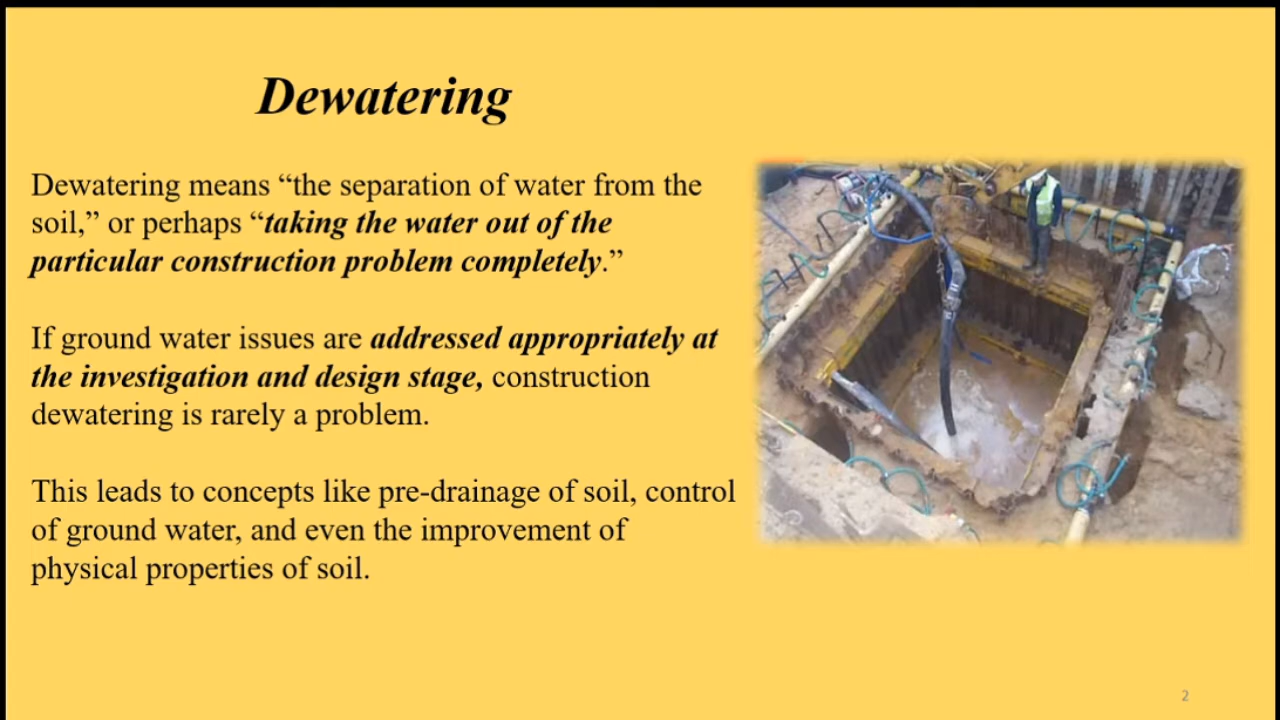 Dewatering
Dewatering means “the separation of water from the
soil,” or perhaps “taking the water out of the
particular construction problem completely.”
If ground water issues are addressed appropriately at
the investigation and design stage, construction
dewatering is rarely a problem.
This leads to concepts like pre-drainage of soil, control
of ground water, and even the improvement of
physical properties of soil.
2